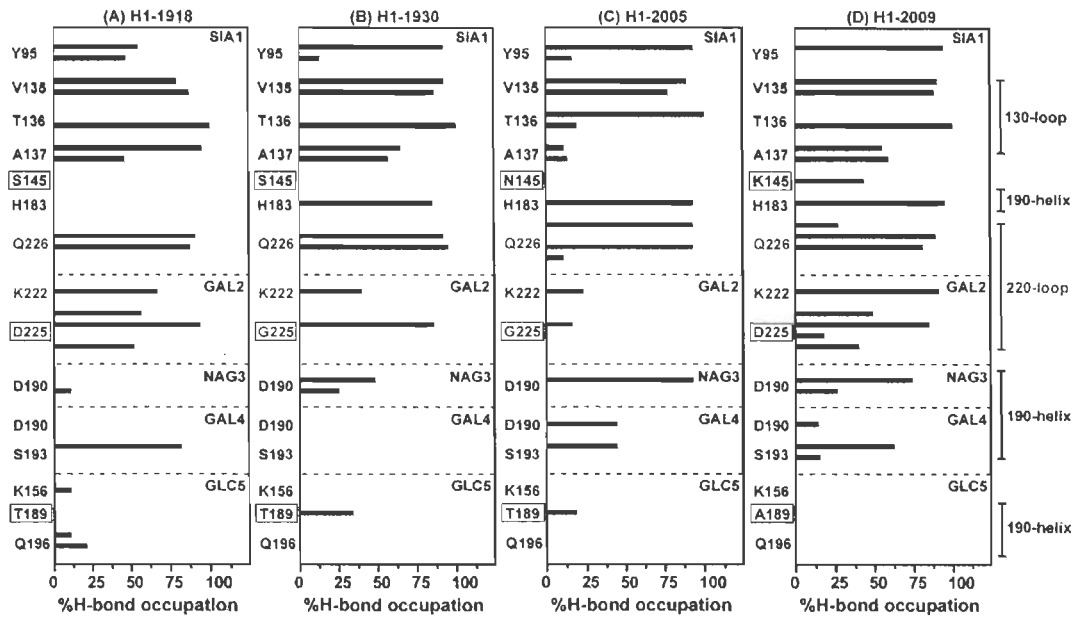 (A) H1-1918
(B) H1-1930
(C) H1-2005
(D) H1-2009
Y95
V135
T136
A137
S145
H183
Q226
K222
D225
D190
D190
S193
K156
T189
Q196
SIA1
GAL2
NAG3
GAL4
GLC5
0 25 50 75 100
%H-bond occupation
Y95
V135
T136
A137
S145
H183
Q226
K222
G225
D190
D190
S193
K156
T189
Q196
SIA1
GAL2
NAG3
GAL4
GLC5
0 25 50 75 100
%H-bond occupation
Y95
V135
T136
A137
N145
H183
Q226
K222
G225
D190
D190
S193
K156
T189
Q196
SIA1
GAL2
NAG3
GAL4
GLC5
0 25 50 75 100
%H-bond occupation
Y95
V135
T136
A137
K145
H183
Q226
K222
D225
D190
D190
S193
K156
A189
Q196
SIA1
GAL2
NAG3
GAL4
GLC5
0 25 50 75 100
%H-bond occupation
130-loop
190-helix
220-loop
190-helix
190-helix